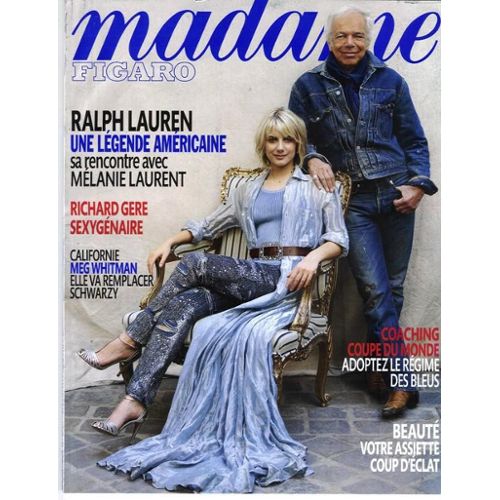 madame
FIGARO
RALPH LAUREN
UNE LÉGENDE AMÉRICAINE
sa rencontre avec
MÉLANIE LAURENT
RICHARD GERE
SEXYGÉNAIRE
CALIFORNIE
MEG WHITMAN
ELLE VA REMPLACER
SCHWARZY
COACHING
COUPE DU MONDE
ADOPTEZ LE RÉGIME
DES BLEUS
BEAUTÉ
VOTRE ASSIETTE
COUP D'ÉCLAT